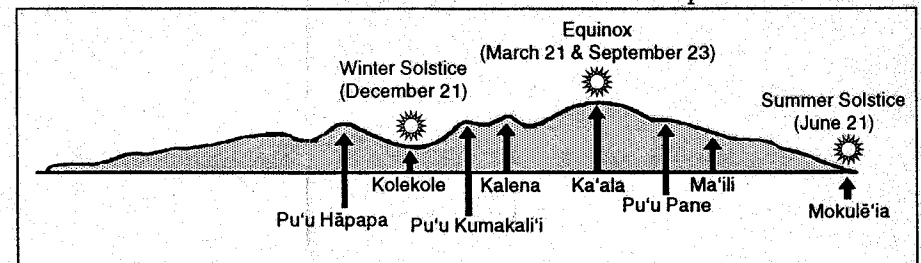 Equinox
(March 21 & September 23)
Winter Solstice
(December 21)
Summer Solstice
(June 21)
Kolekole
Kalena
Ka‘ala
Ma‘ili
Pu‘u Pane
Mokulē‘ia
Pu‘u Hāpapa
Pu‘u Kumakali‘i